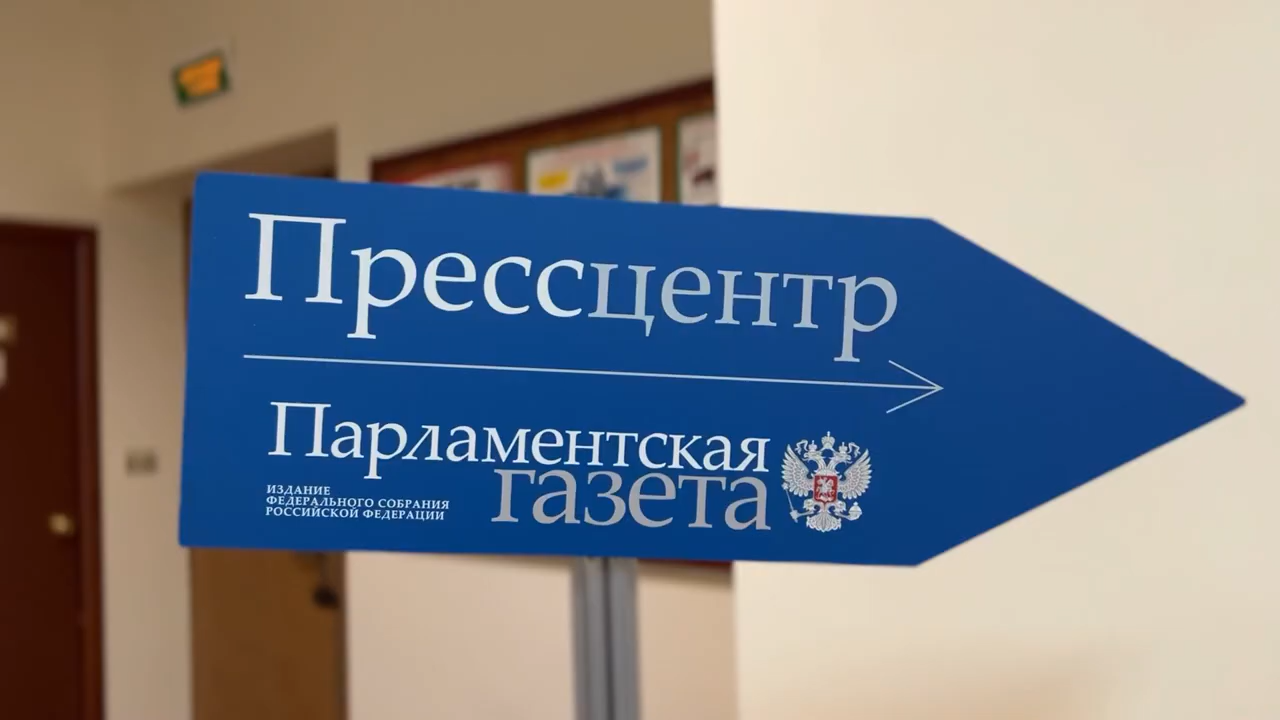 Прессцентр
Парламентская
газета
ИЗДАНИЕ
ФЕДЕРАЛЬНОГО СОБРАНИЯ
РОССИЙСКОЙ ФЕДЕРАЦИИ